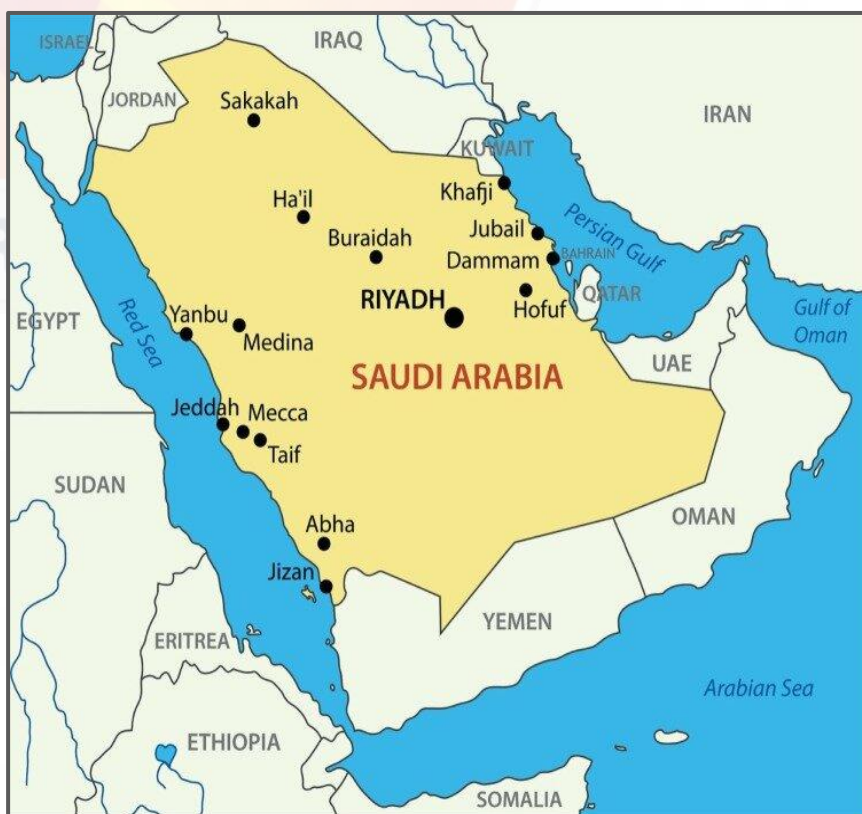 ISRAEL
IRAQ
JORDAN
Sakakah
IRAN
KUWAIT
Khafji
Ha'il
Persian Gulf
Buraidah
Jubail
Dammam
BAHRAIN
RIYADH
Hofuf
QATAR
EGYPT
Red Sea
Yanbu
Medina
Gulf of
Oman
UAE
SAUDI ARABIA
Jeddah
Mecca
Taif
SUDAN
Abha
OMAN
Jizan
YEMEN
ERITREA
Arabian Sea
ETHIOPIA
SOMALIA